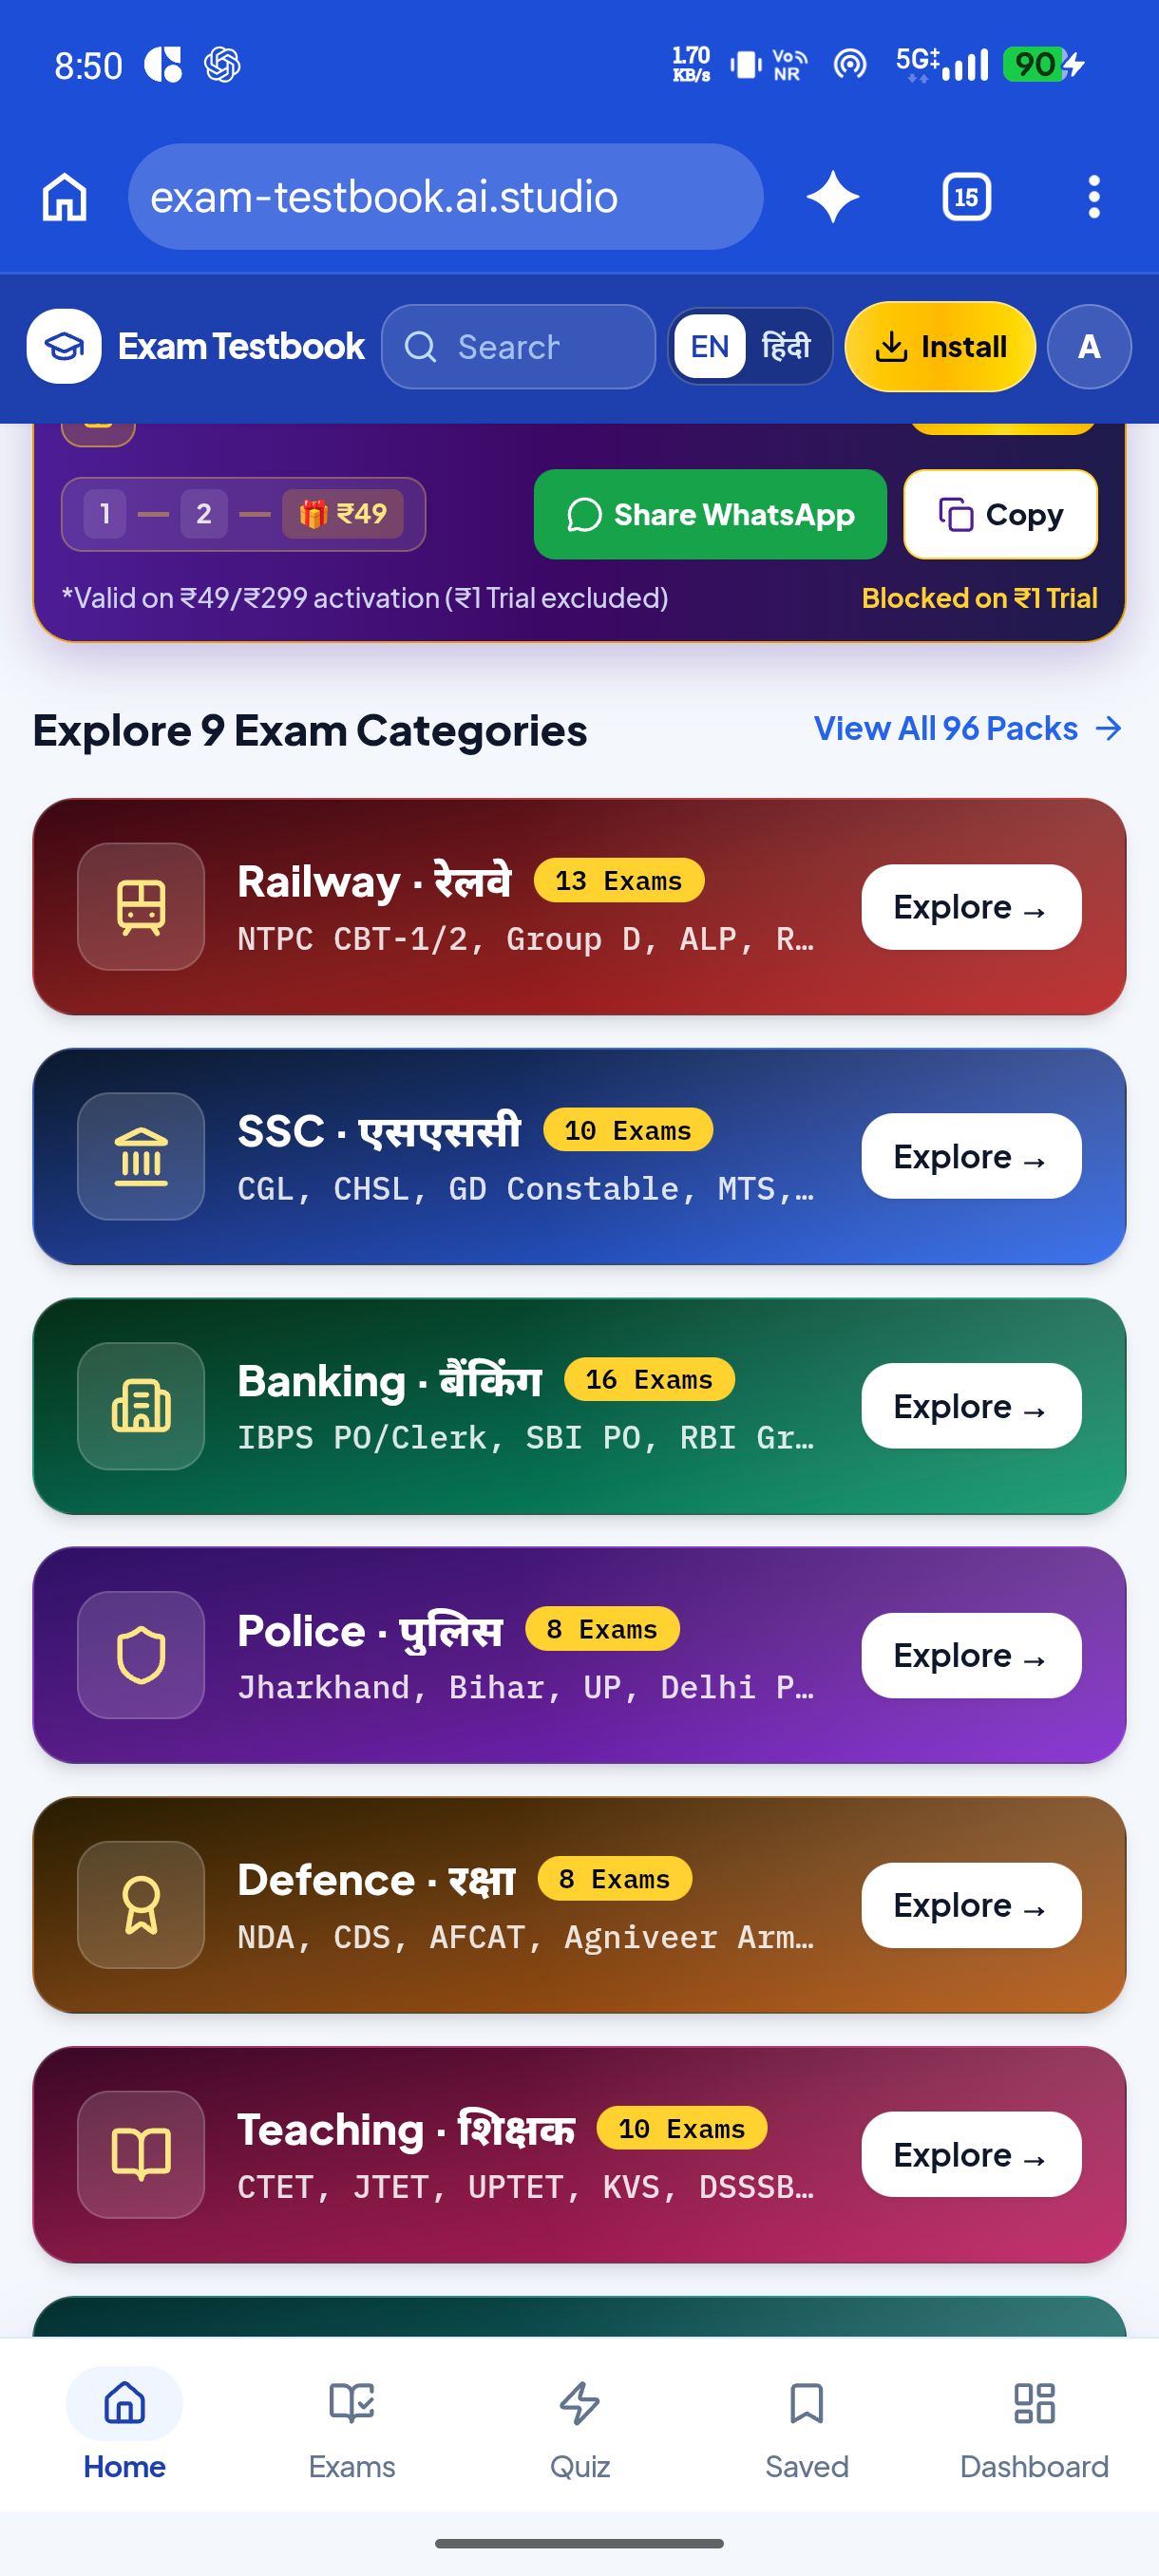 8:50 1.70 KB/s Vo NR 5G 90
exam-testbook.ai.studio 15
Exam Testbook Search EN हिंदी Install A
1 2 ₹49 Share WhatsApp Copy
*Valid on ₹49/₹299 activation (₹1 Trial excluded) Blocked on ₹1 Trial
Explore 9 Exam Categories View All 96 Packs →
Railway · रेलवे 13 Exams
NTPC CBT-1/2, Group D, ALP, R…
Explore →
SSC · एसएससी 10 Exams
CGL, CHSL, GD Constable, MTS,…
Explore →
Banking · बैंकिंग 16 Exams
IBPS PO/Clerk, SBI PO, RBI Gr…
Explore →
Police · पुलिस 8 Exams
Jharkhand, Bihar, UP, Delhi P…
Explore →
Defence · रक्षा 8 Exams
NDA, CDS, AFCAT, Agniveer Arm…
Explore →
Teaching · शिक्षक 10 Exams
CTET, JTET, UPTET, KVS, DSSSB…
Explore →
Home Exams Quiz Saved Dashboard